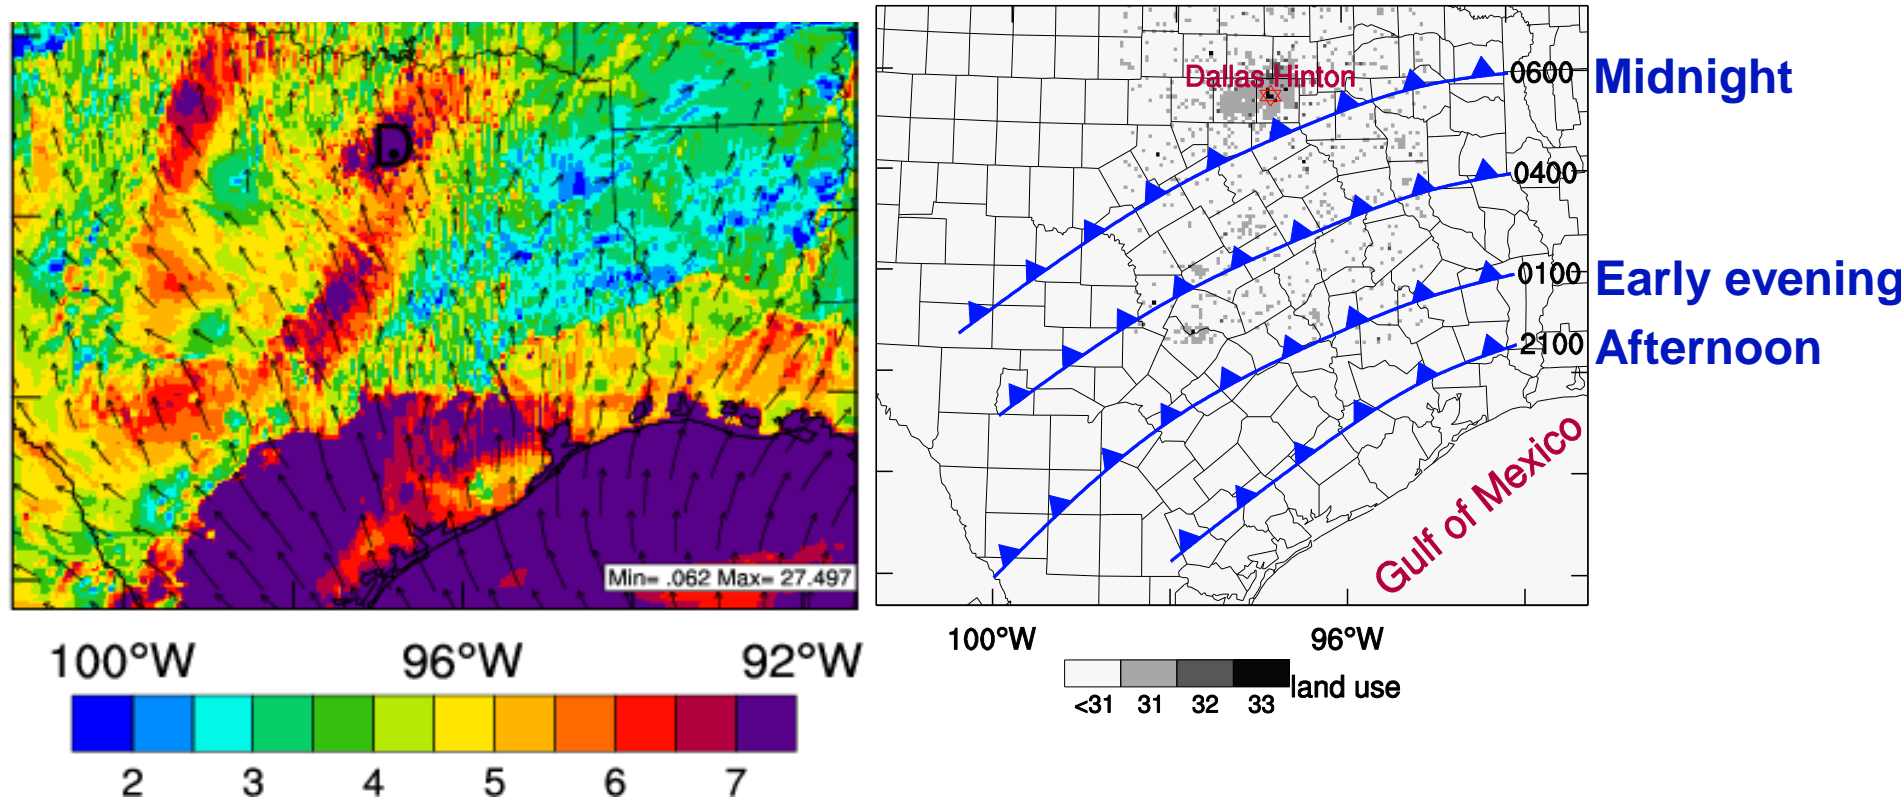 D
Min= .062 Max= 27.497
100°W 96°W 92°W
2 3 4 5 6 7
Dallas Hinton
0600 Midnight
0400
0100 Early evening
2100 Afternoon
Gulf of Mexico
100°W 96°W
<31 31 32 33 land use